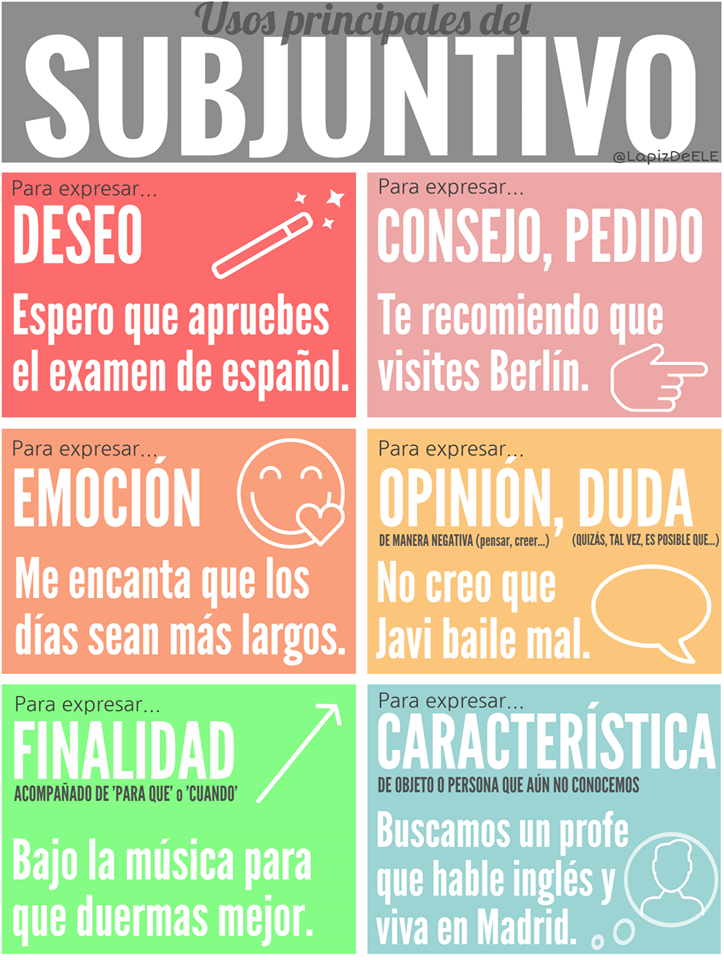 Usos principales del
SUBJUNTIVO
@LapizDeELE
Para expresar...
DESEO
Espero que apruebes
el examen de español.
Para expresar...
CONSEJO, PEDIDO
Te recomiendo que
visites Berlín.
Para expresar...
EMOCIÓN
Me encanta que los
días sean más largos.
Para expresar...
OPINIÓN, DUDA
DE MANERA NEGATIVA (pensar, creer...) (QUIZÁS, TAL VEZ, ES POSIBLE QUE...)
No creo que
Javi baile mal.
Para expresar...
FINALIDAD
ACOMPAÑADO DE 'PARA QUE' o 'CUANDO'
Bajo la música para
que duermas mejor.
Para expresar...
CARACTERÍSTICA
DE OBJETO O PERSONA QUE AÚN NO CONOCEMOS
Buscamos un profe
que hable inglés y
viva en Madrid.